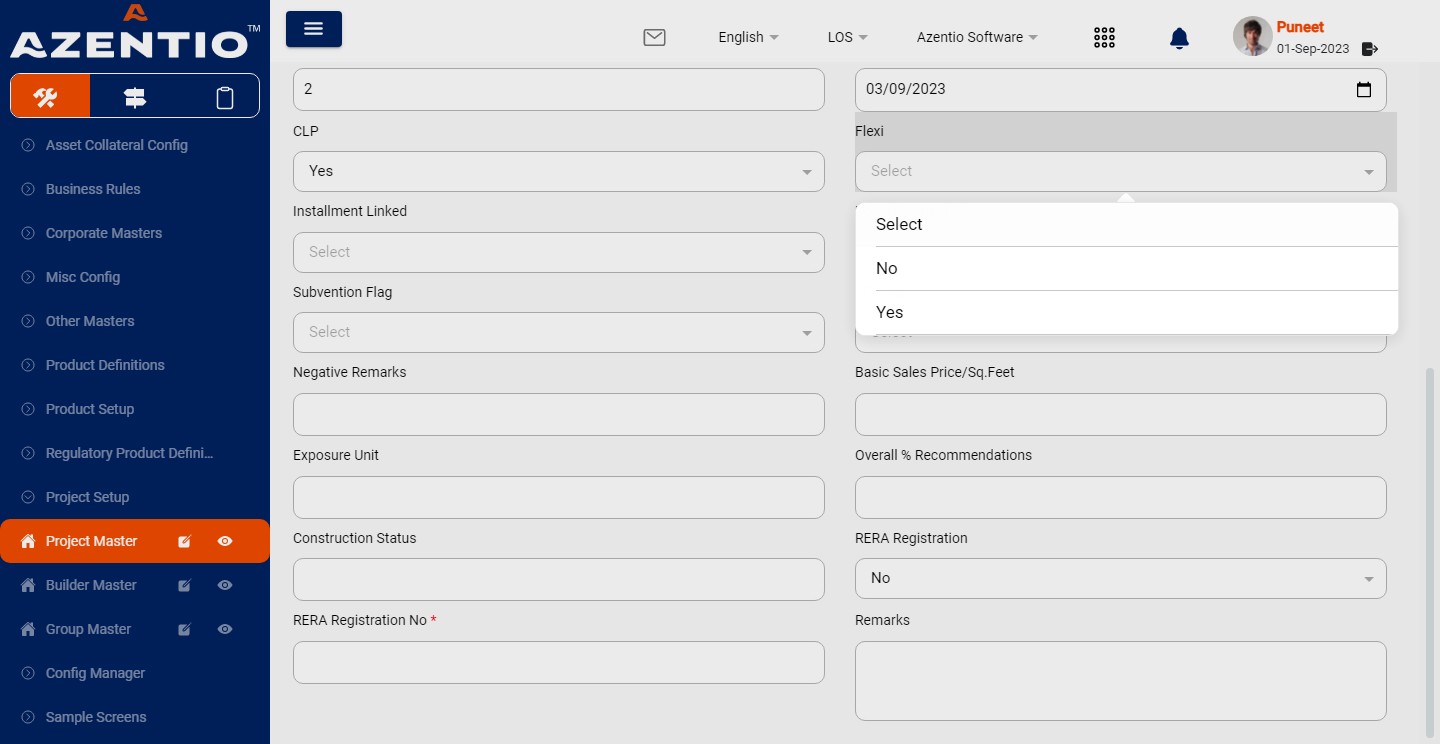 AZENTIO™
English
LOS
Azentio Software
Puneet
01-Sep-2023
Asset Collateral Config
Business Rules
Corporate Masters
Misc Config
Other Masters
Product Definitions
Product Setup
Regulatory Product Defini...
Project Setup
Project Master
Builder Master
Group Master
Config Manager
Sample Screens
2
03/09/2023
CLP
Flexi
Yes
Select
Installment Linked
Select
Select
No
Yes
Subvention Flag
Select
Negative Remarks
Basic Sales Price/Sq.Feet
Exposure Unit
Overall % Recommendations
Construction Status
RERA Registration
No
RERA Registration No *
Remarks